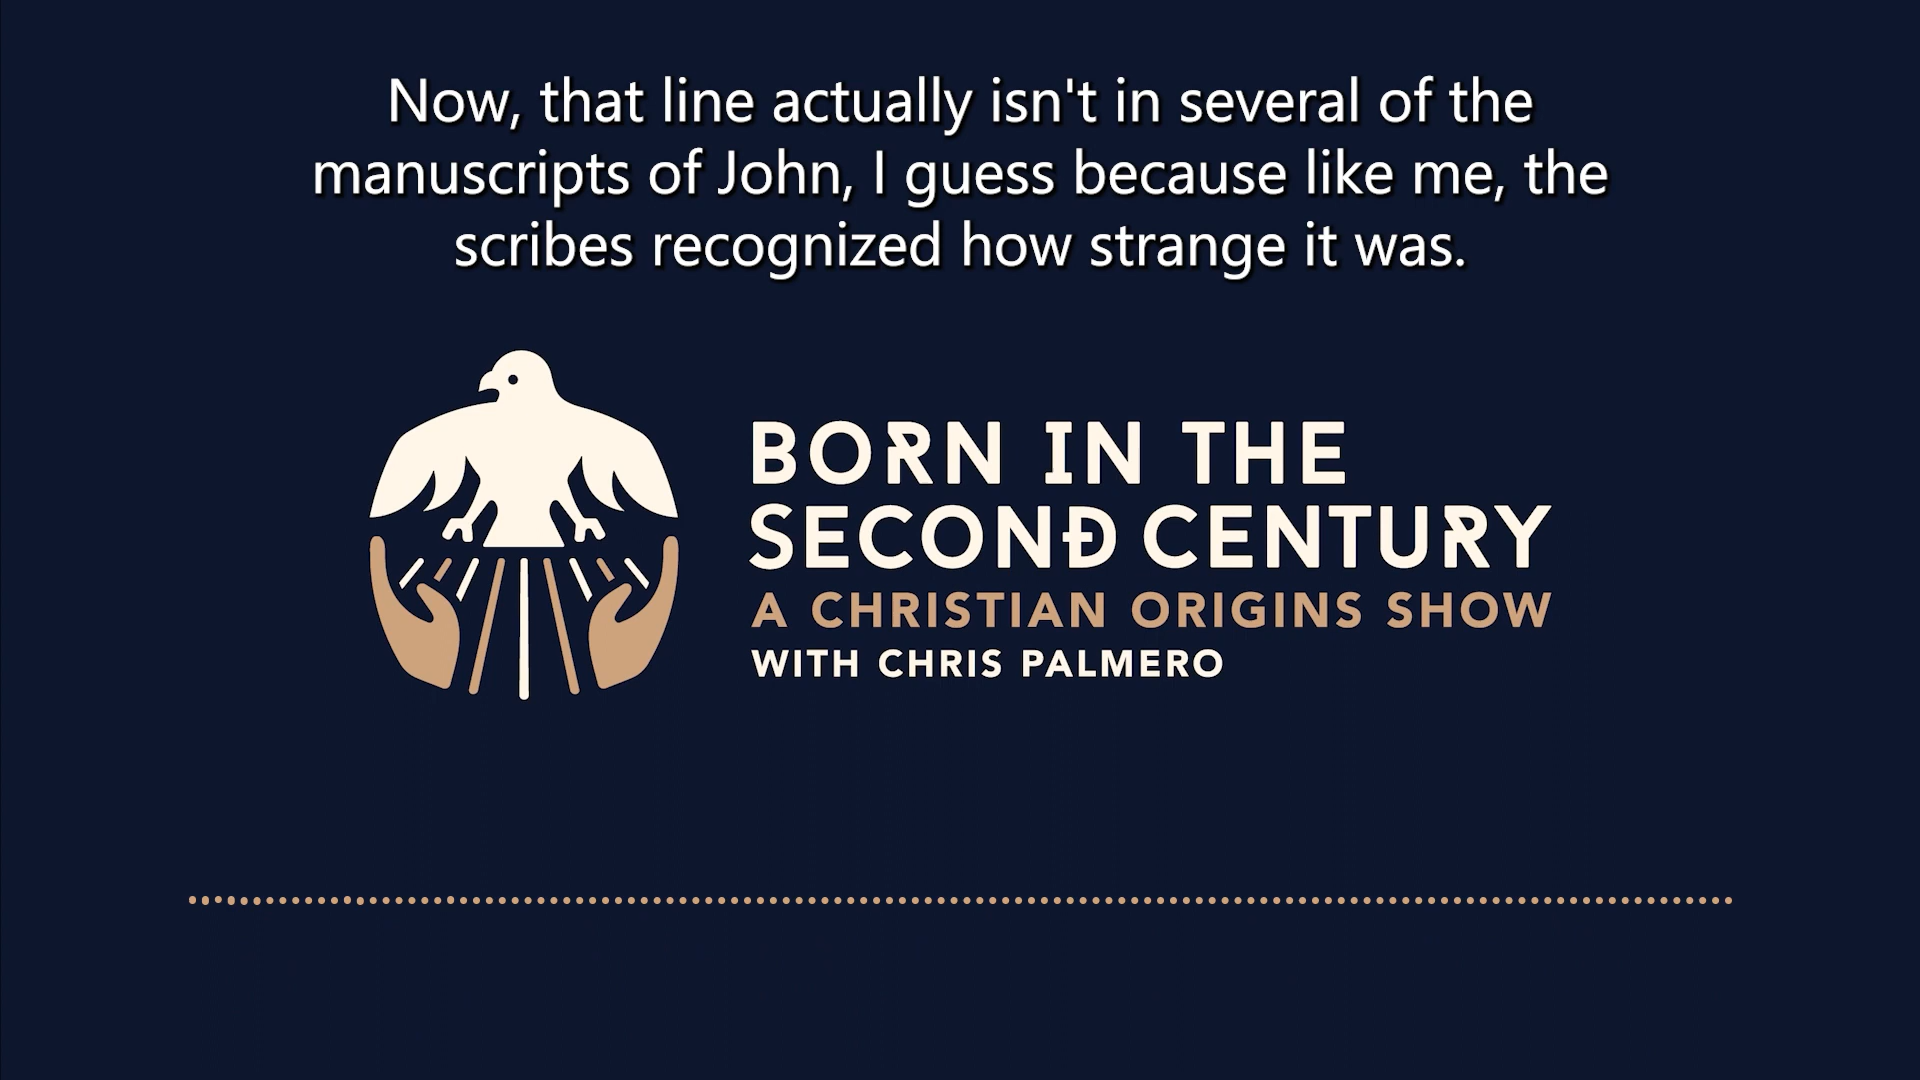 Now, that line actually isn't in several of the
manuscripts of John, I guess because like me, the
scribes recognized how strange it was.
BORN IN THE
SECOND CENTURY
A CHRISTIAN ORIGINS SHOW
WITH CHRIS PALMERO